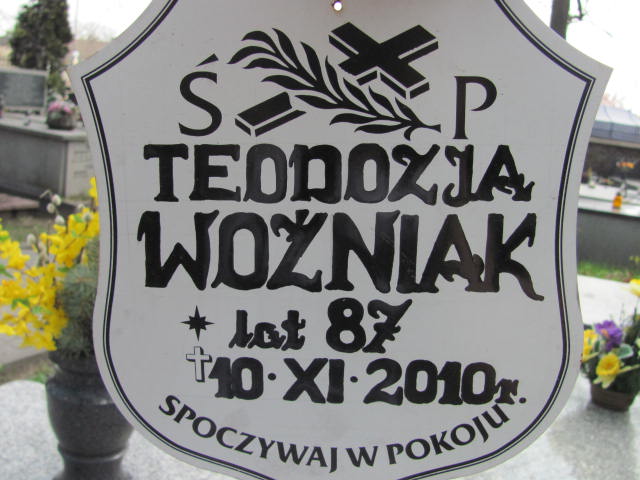 Ś P
TEODOZJA
WOŹNIAK
lat 87
10·XI·2010r.
SPOCZYWAJ W POKOJU